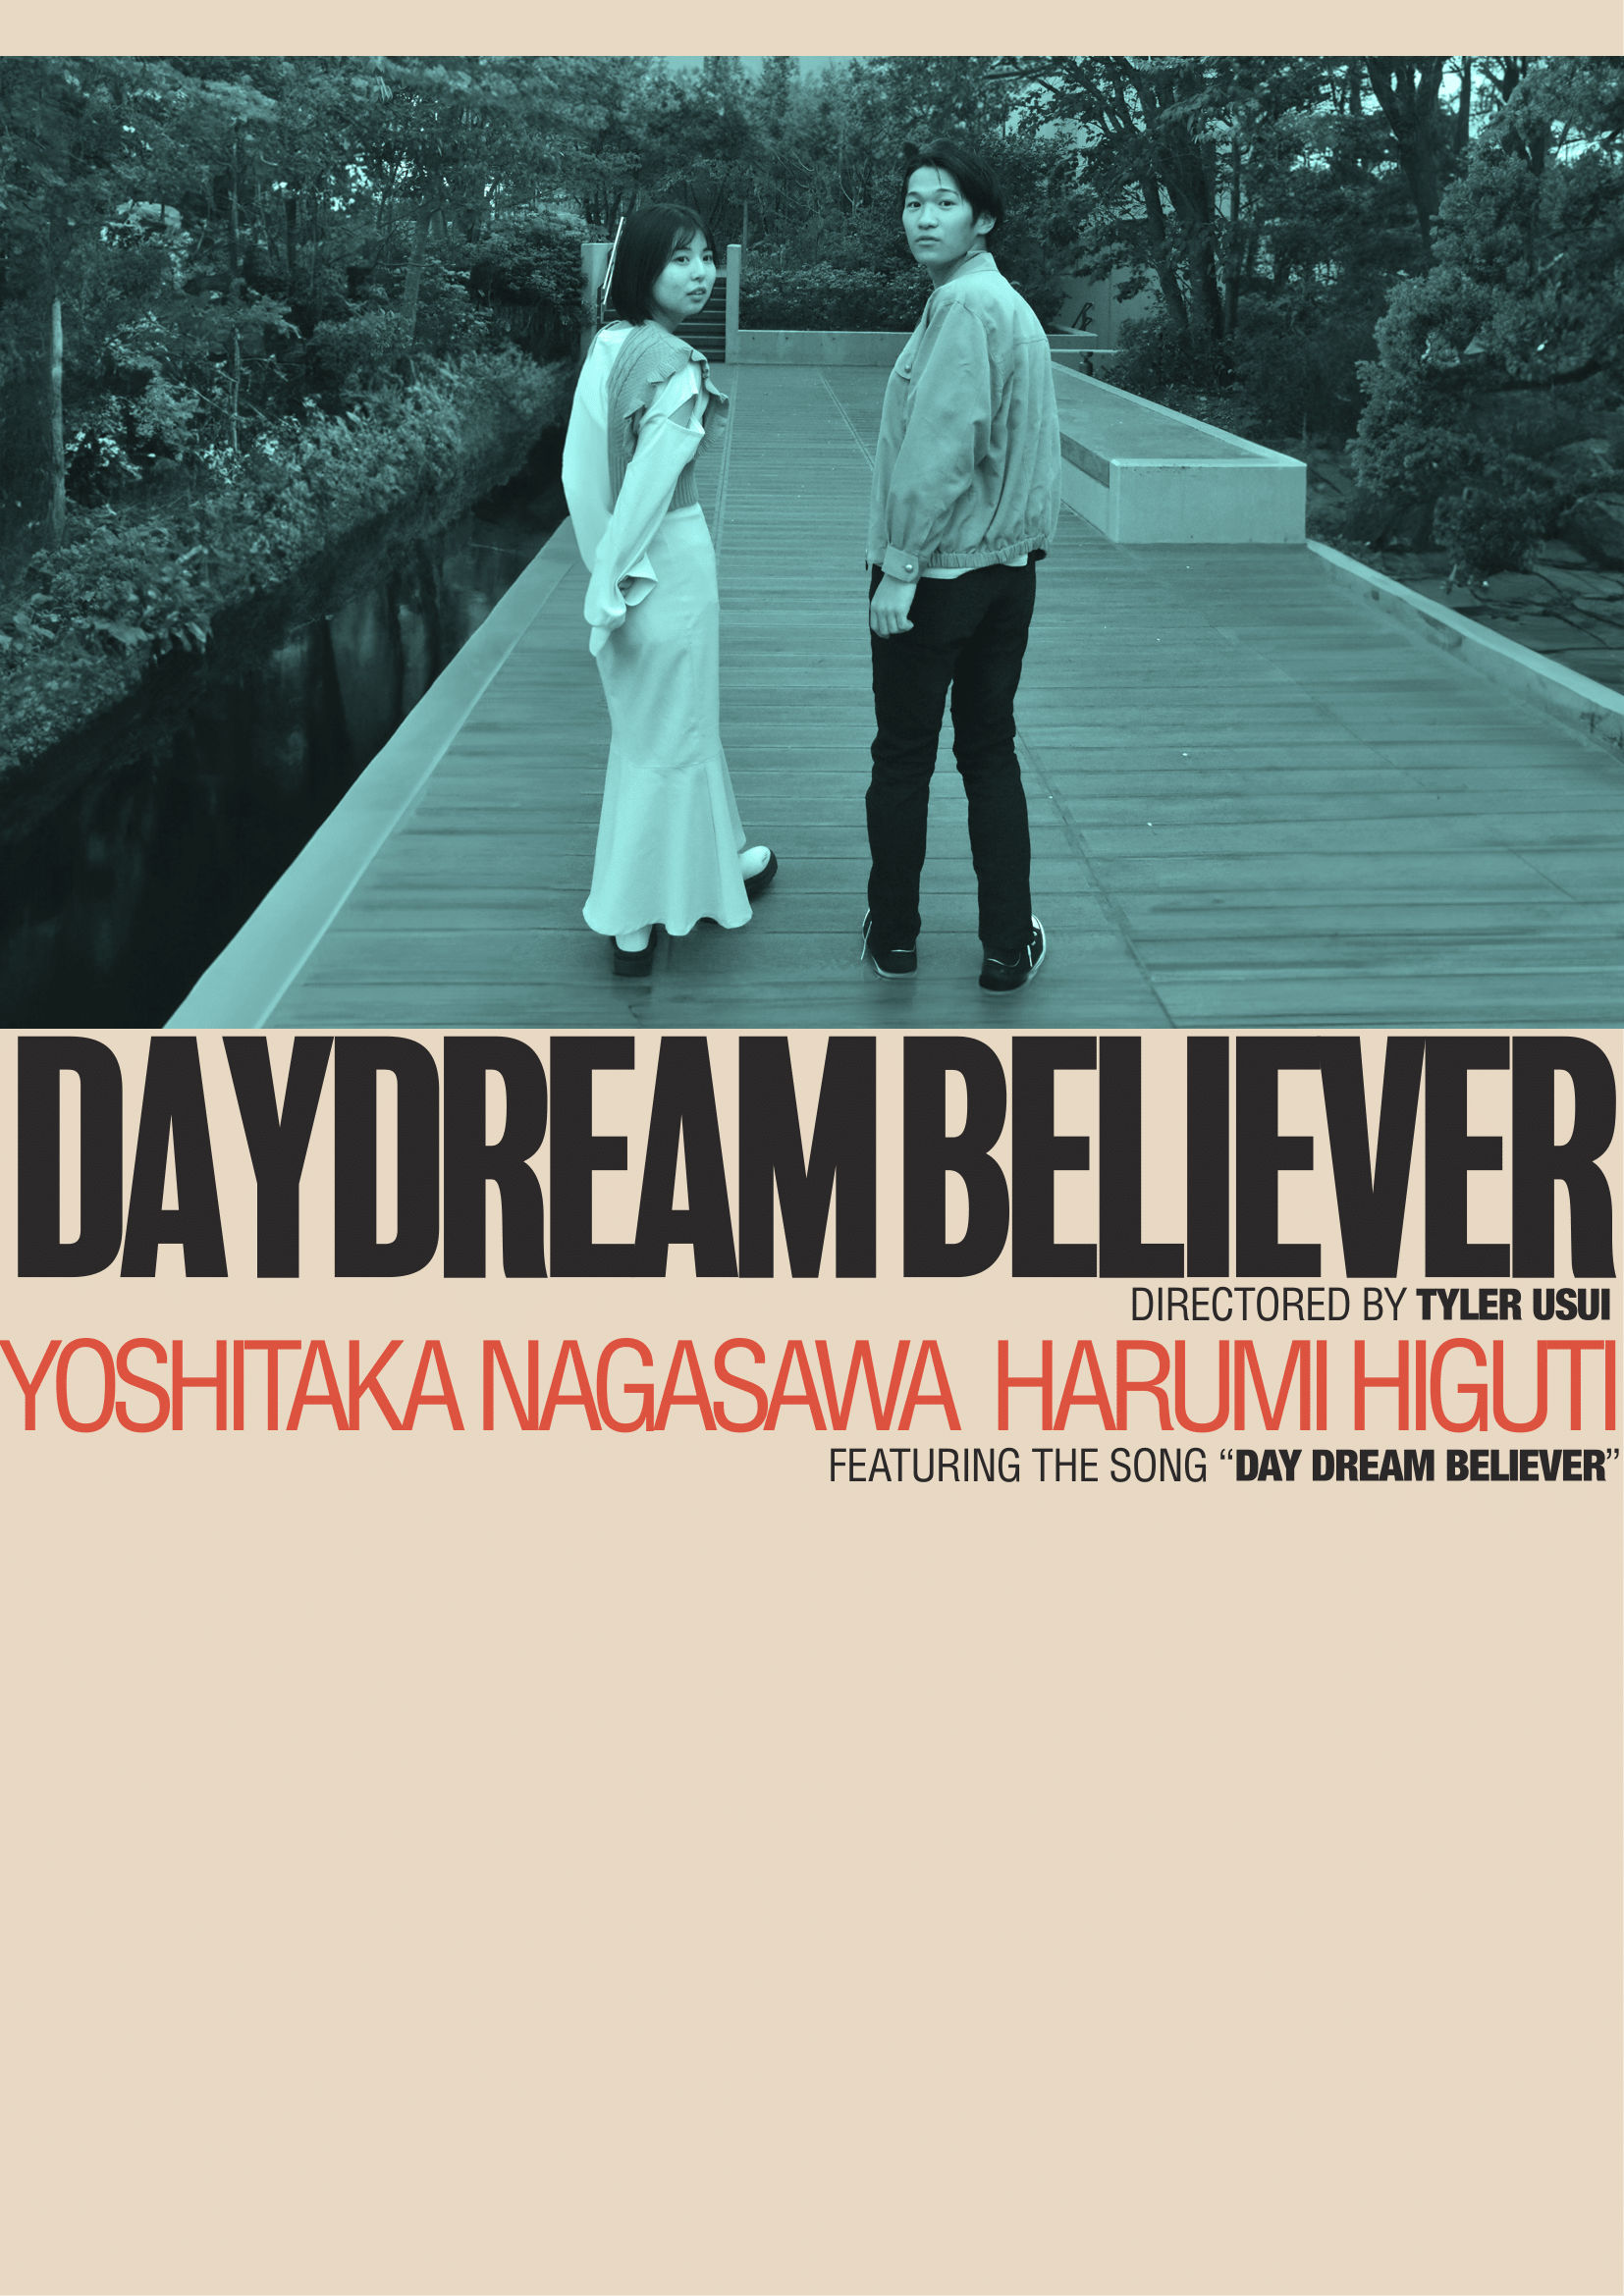 DAYDREAM BELIEVER
DIRECTORED BY TYLER USUI
YOSHITAKA NAGASAWA HARUMI HIGUTI
FEATURING THE SONG “DAY DREAM BELIEVER”